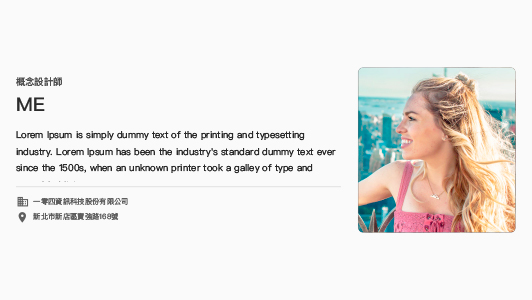 概念設計師
ME
Lorem Ipsum is simply dummy text of the printing and typesetting
industry. Lorem Ipsum has been the industry's standard dummy text ever
since the 1500s, when an unknown printer took a galley of type and
一零四資訊科技股份有限公司
新北市新店區寶強路168號